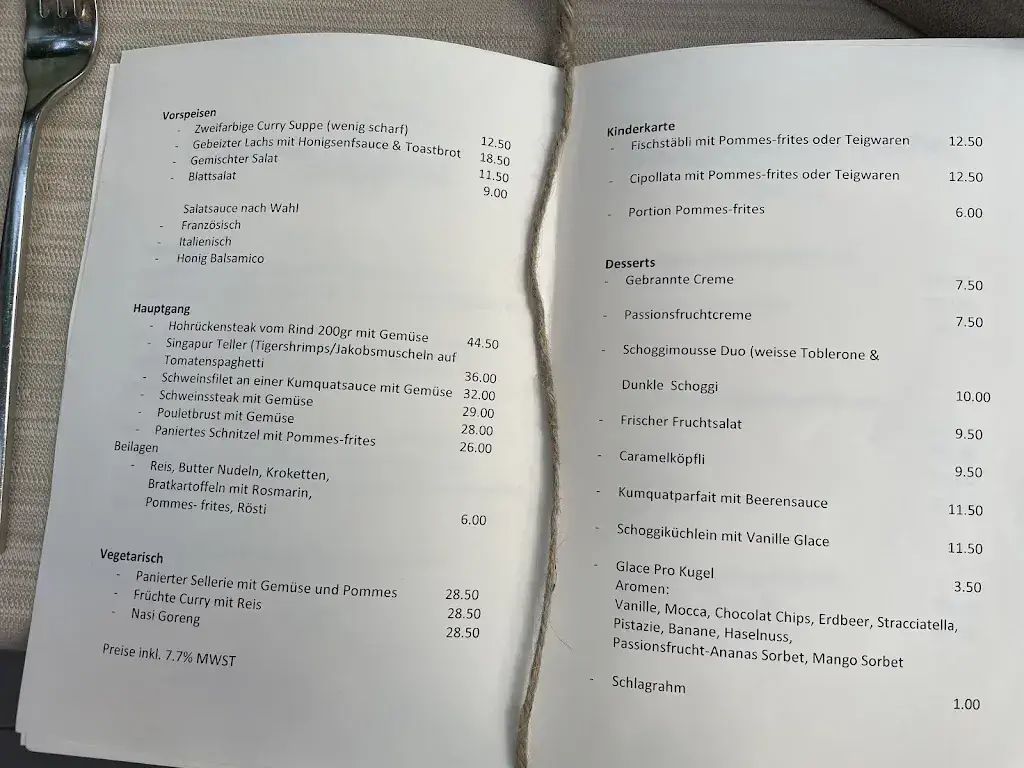 Vorspeisen
- Zweifarbige Curry Suppe (wenig scharf) 12.50
- Gebeizter Lachs mit Honigsenfsauce & Toastbrot 18.50
- Gemischter Salat 11.50
- Blattsalat 9.00
Salatsauce nach Wahl
- Französisch
- Italienisch
- Honig Balsamico
Hauptgang
- Hohrückensteak vom Rind 200gr mit Gemüse 44.50
- Singapur Teller (Tigershrimps/Jakobsmuscheln auf
Tomatenspaghetti 36.00
- Schweinsfilet an einer Kumquatsauce mit Gemüse 32.00
- Schweinssteak mit Gemüse 29.00
- Pouletbrust mit Gemüse 28.00
- Paniertes Schnitzel mit Pommes-frites 26.00
Beilagen
- Reis, Butter Nudeln, Kroketten,
Bratkartoffeln mit Rosmarin,
Pommes- frites, Rösti 6.00
Vegetarisch
- Panierter Sellerie mit Gemüse und Pommes 28.50
- Früchte Curry mit Reis 28.50
- Nasi Goreng 28.50
Preise inkl. 7.7% MWST
Kinderkarte
- Fischstäbli mit Pommes-frites oder Teigwaren 12.50
- Cipollata mit Pommes-frites oder Teigwaren 12.50
- Portion Pommes-frites 6.00
Desserts
- Gebrannte Creme 7.50
- Passionsfruchtcreme 7.50
- Schoggimousse Duo (weisse Toblerone &
Dunkle Schoggi 10.00
- Frischer Fruchtsalat 9.50
- Caramelköpfli 9.50
- Kumquatparfait mit Beerensauce 11.50
- Schoggiküchlein mit Vanille Glace 11.50
- Glace Pro Kugel 3.50
Aromen:
Vanille, Mocca, Chocolat Chips, Erdbeer, Stracciatella,
Pistazie, Banane, Haselnuss,
Passionsfrucht-Ananas Sorbet, Mango Sorbet
- Schlagrahm 1.00